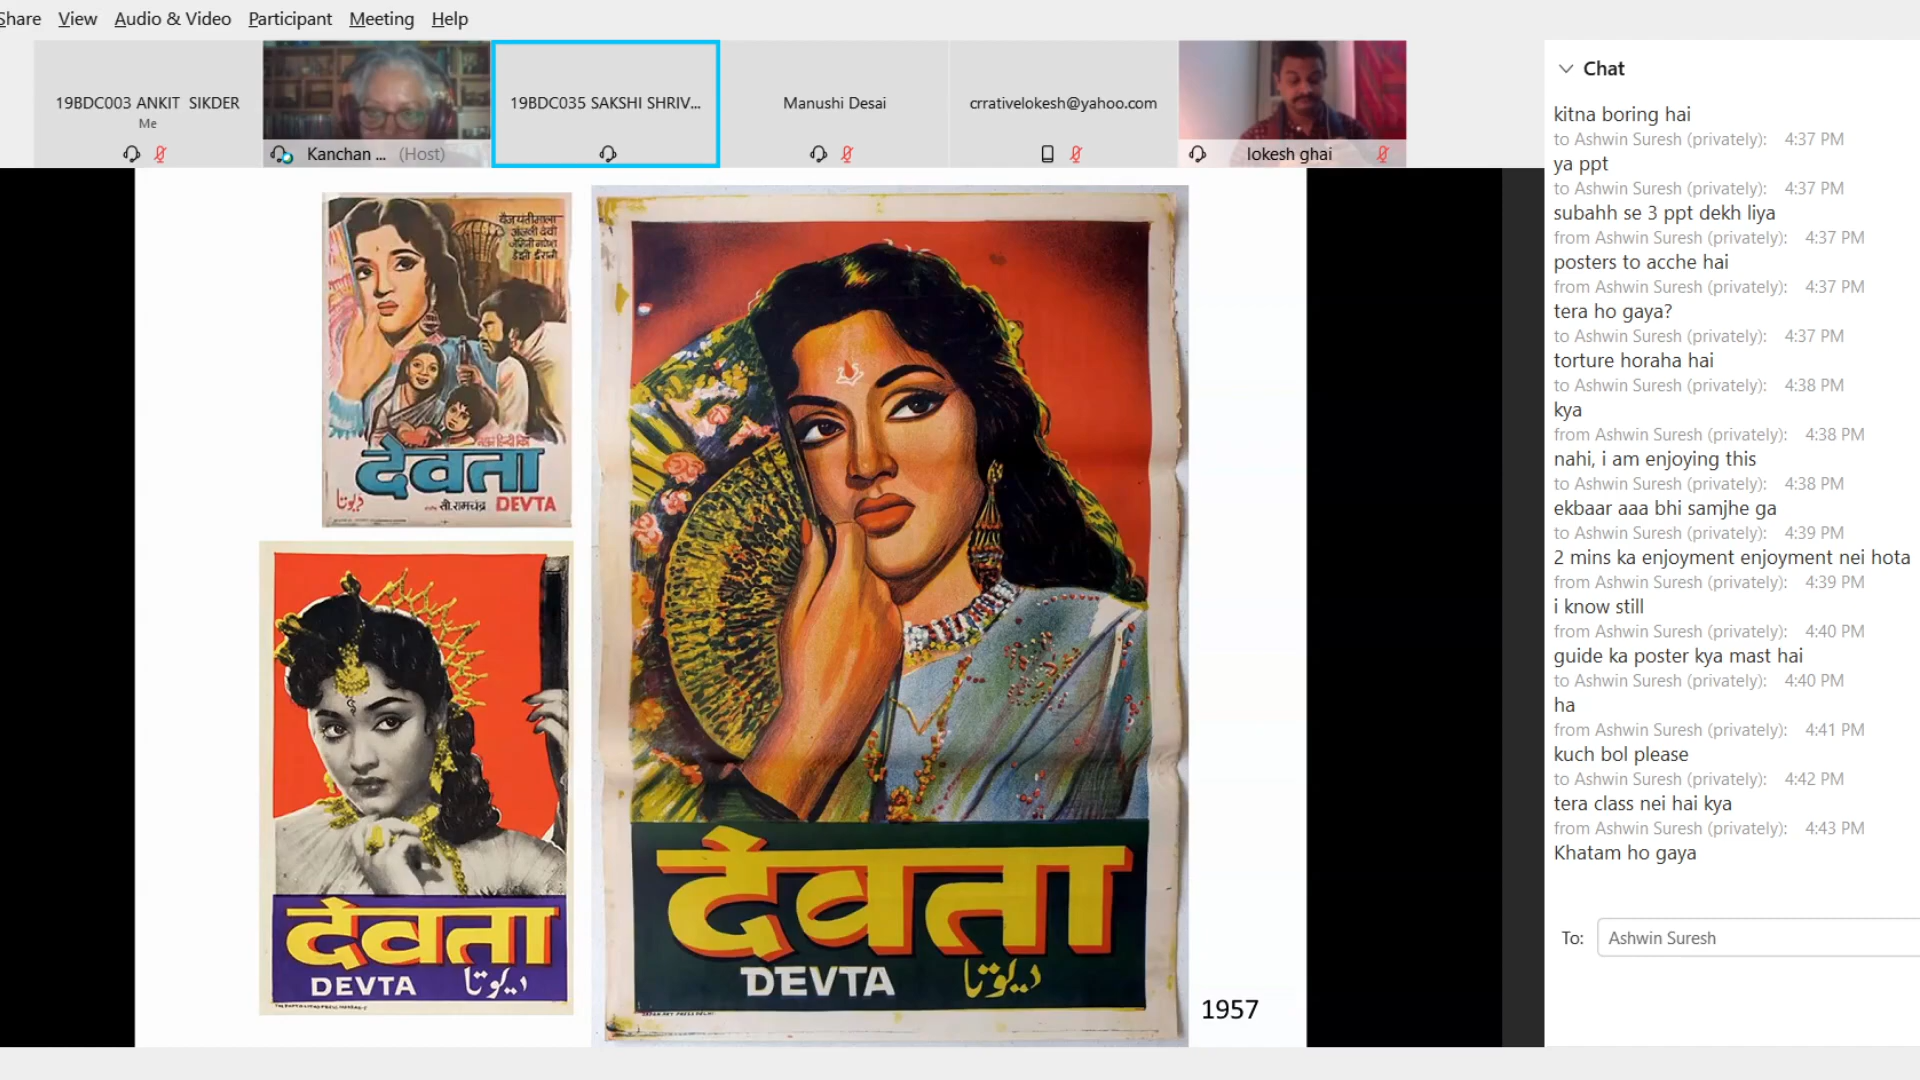 Share View Audio & Video Participant Meeting Help
19BDC003 ANKIT SIKDER
Me
Kanchan ... (Host)
19BDC035 SAKSHI SHRIV...
Manushi Desai
crrativelokesh@yahoo.com
lokesh ghai
वैजयंतीमाला
अंजली देवी
देवता
دیوتا
सी.रामचंद्र
DEVTA
देवता
DEVTA
دیوتا
देवता
DEVTA
دیوتا
1957
Chat
kitna boring hai
to Ashwin Suresh (privately): 4:37 PM
ya ppt
to Ashwin Suresh (privately): 4:37 PM
subahh se 3 ppt dekh liya
from Ashwin Suresh (privately): 4:37 PM
posters to acche hai
from Ashwin Suresh (privately): 4:37 PM
tera ho gaya?
to Ashwin Suresh (privately): 4:37 PM
torture horaha hai
to Ashwin Suresh (privately): 4:38 PM
kya
from Ashwin Suresh (privately): 4:38 PM
nahi, i am enjoying this
to Ashwin Suresh (privately): 4:38 PM
ekbaar aaa bhi samjhe ga
to Ashwin Suresh (privately): 4:39 PM
2 mins ka enjoyment enjoyment nei hota
from Ashwin Suresh (privately): 4:39 PM
i know still
from Ashwin Suresh (privately): 4:40 PM
guide ka poster kya mast hai
to Ashwin Suresh (privately): 4:40 PM
ha
from Ashwin Suresh (privately): 4:41 PM
kuch bol please
to Ashwin Suresh (privately): 4:42 PM
tera class nei hai kya
from Ashwin Suresh (privately): 4:43 PM
Khatam ho gaya
To: Ashwin Suresh